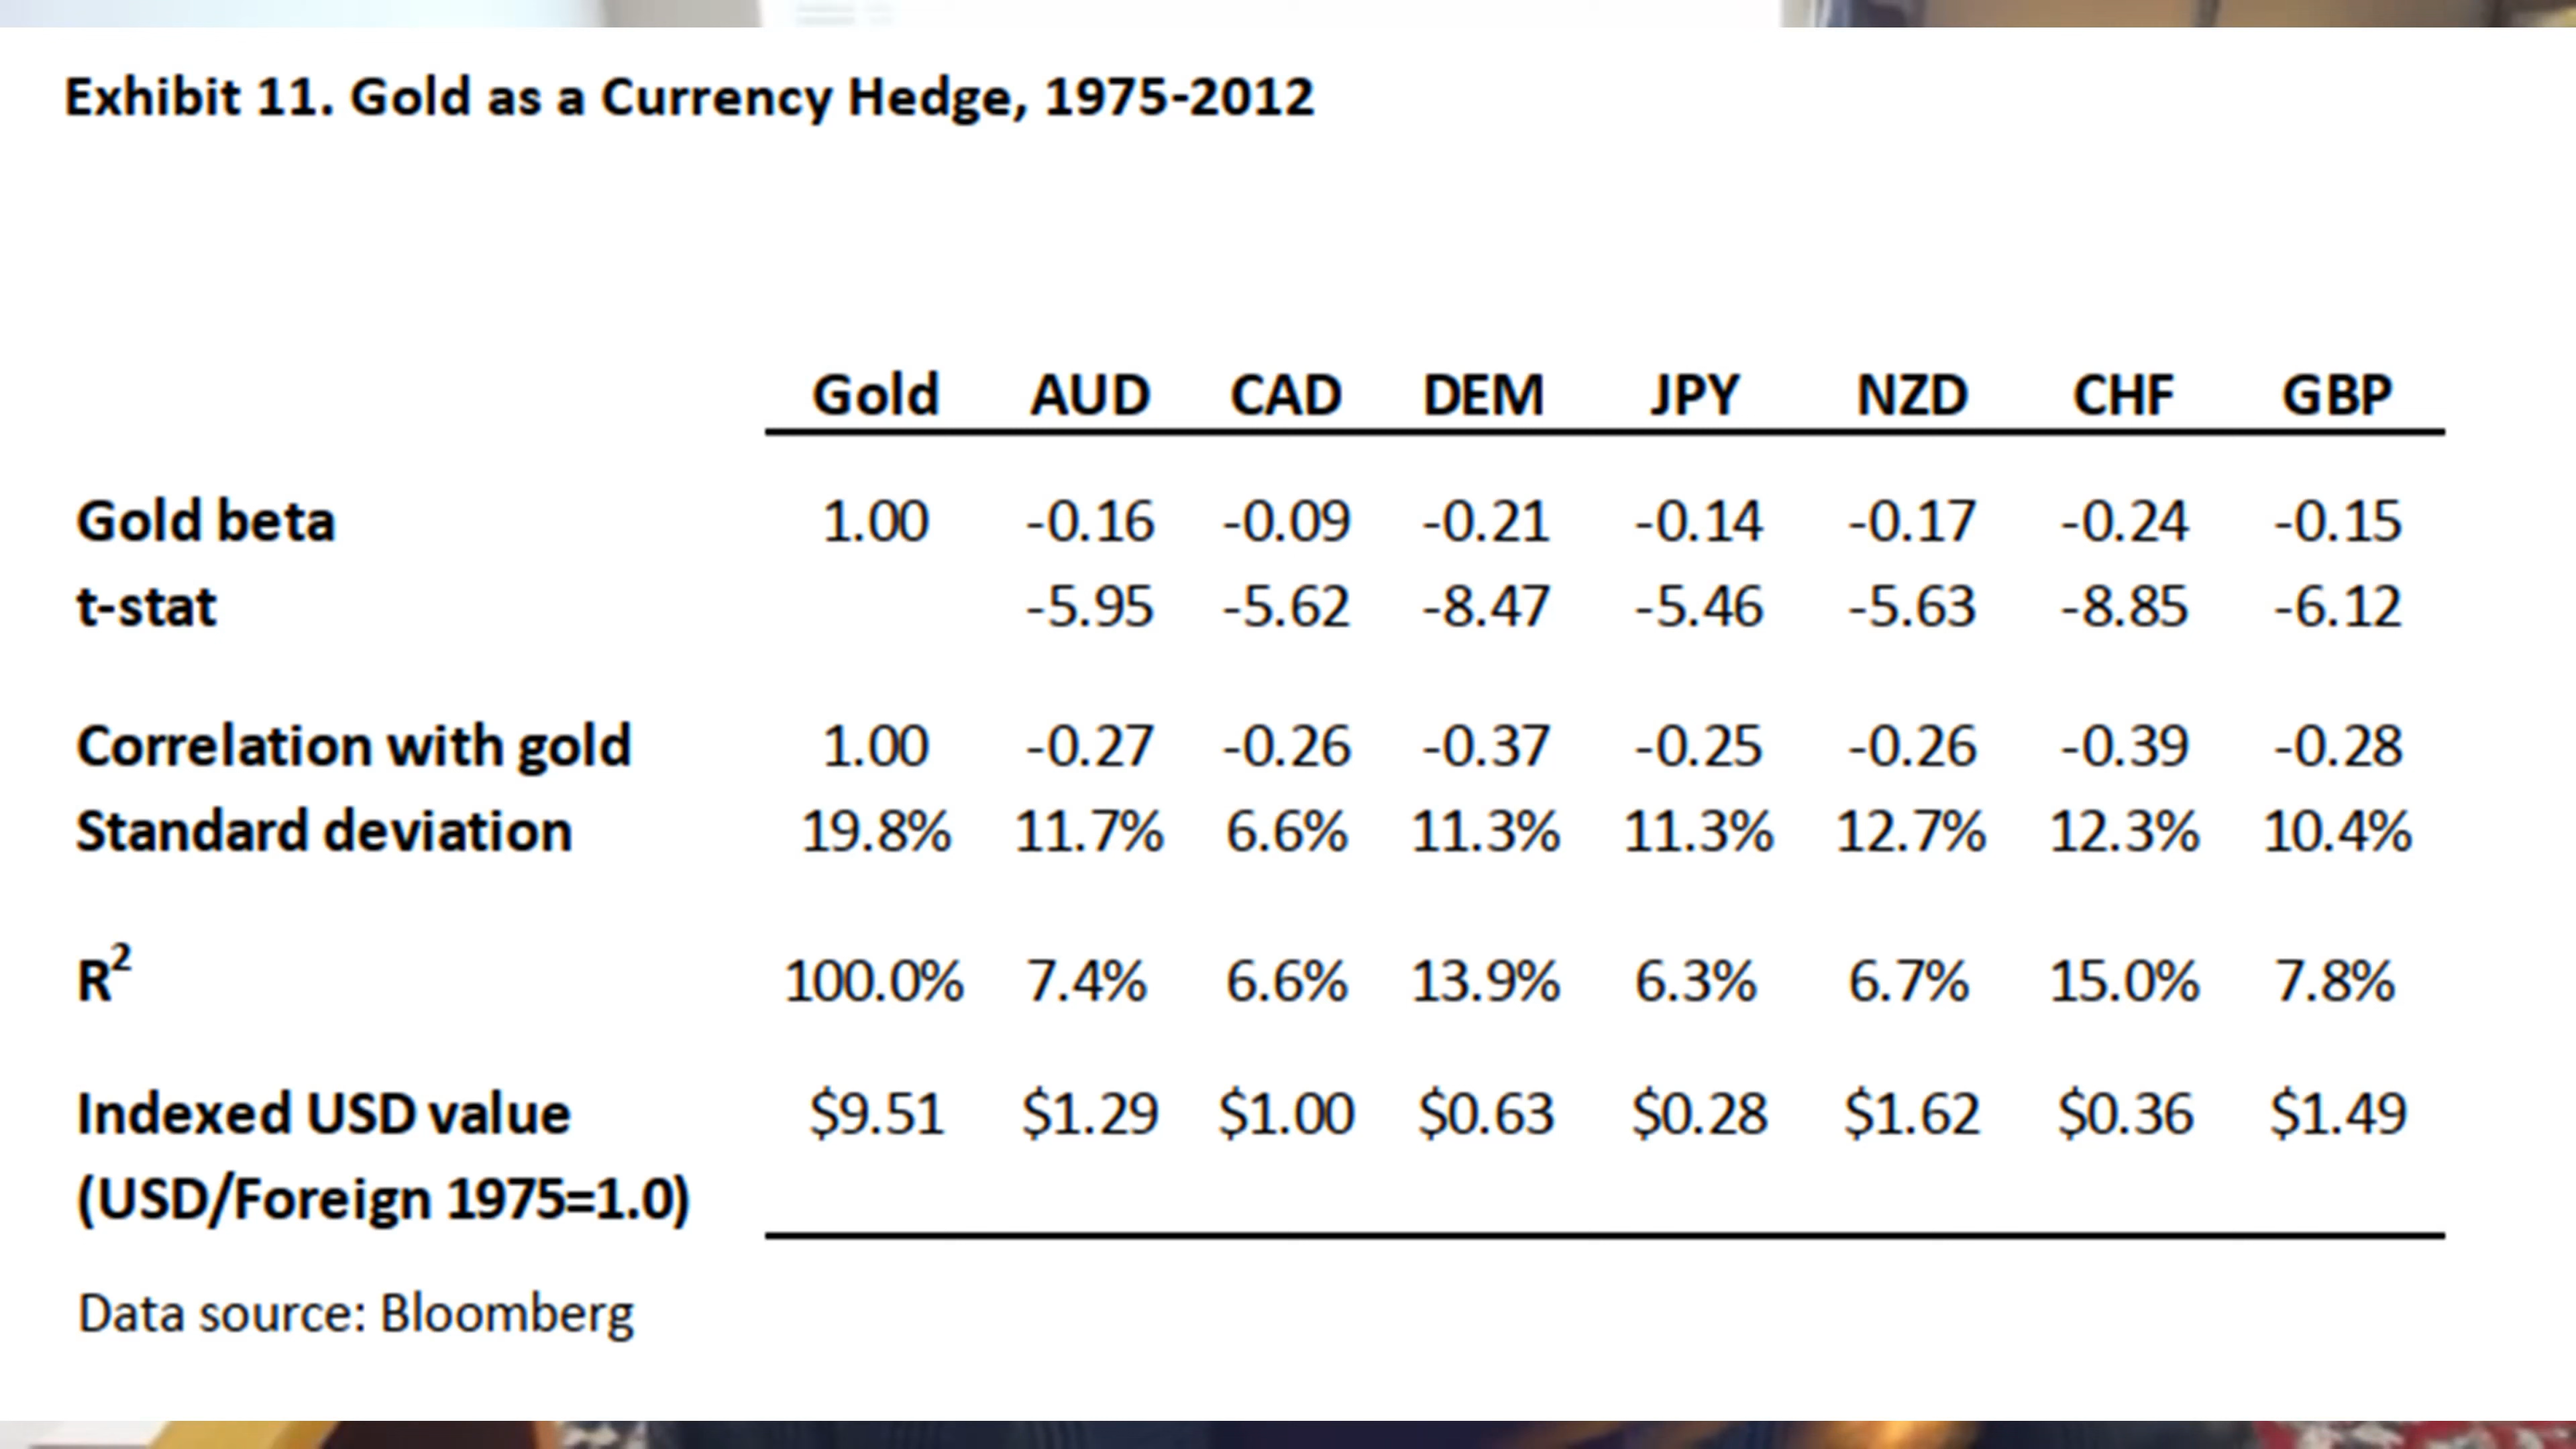 Exhibit 11. Gold as a Currency Hedge, 1975-2012
Gold AUD CAD DEM JPY NZD CHF GBP
Gold beta 1.00 -0.16 -0.09 -0.21 -0.14 -0.17 -0.24 -0.15
t-stat -5.95 -5.62 -8.47 -5.46 -5.63 -8.85 -6.12
Correlation with gold 1.00 -0.27 -0.26 -0.37 -0.25 -0.26 -0.39 -0.28
Standard deviation 19.8% 11.7% 6.6% 11.3% 11.3% 12.7% 12.3% 10.4%
R² 100.0% 7.4% 6.6% 13.9% 6.3% 6.7% 15.0% 7.8%
Indexed USD value $9.51 $1.29 $1.00 $0.63 $0.28 $1.62 $0.36 $1.49
(USD/Foreign 1975=1.0)
Data source: Bloomberg